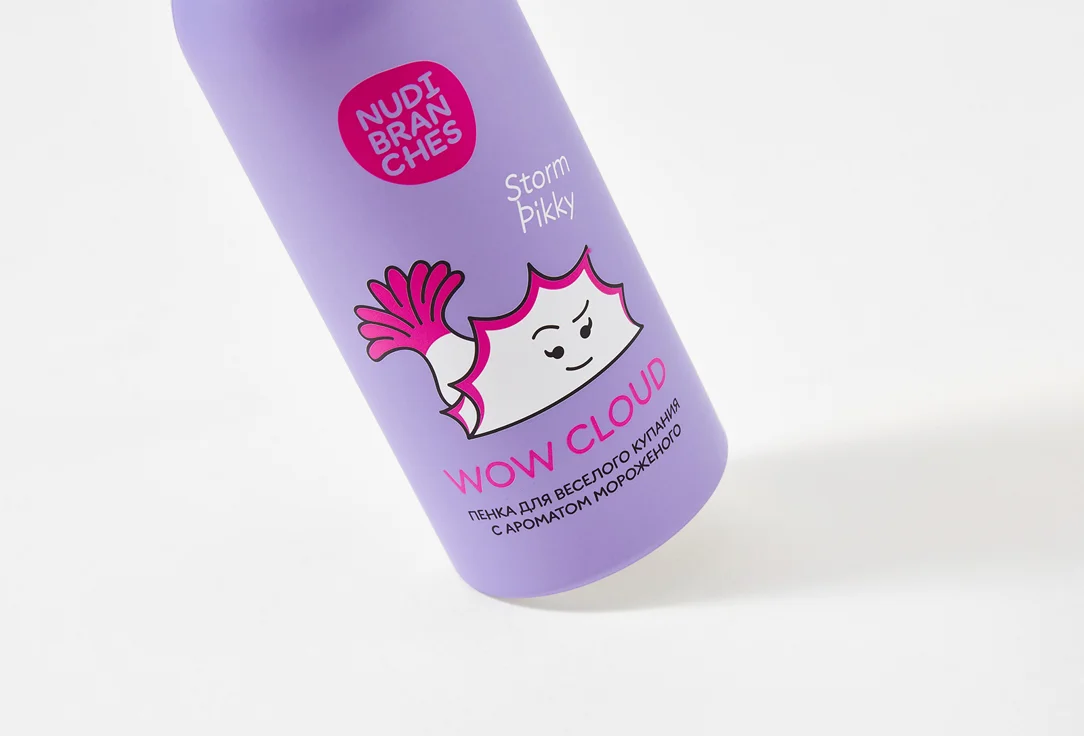 NUDI
BRAN
CHES
Storm
Pikky
WOW CLOUD
ПЕНКА ДЛЯ ВЕСЕЛОГО КУПАНИЯ
С АРОМАТОМ МОРОЖЕНОГО